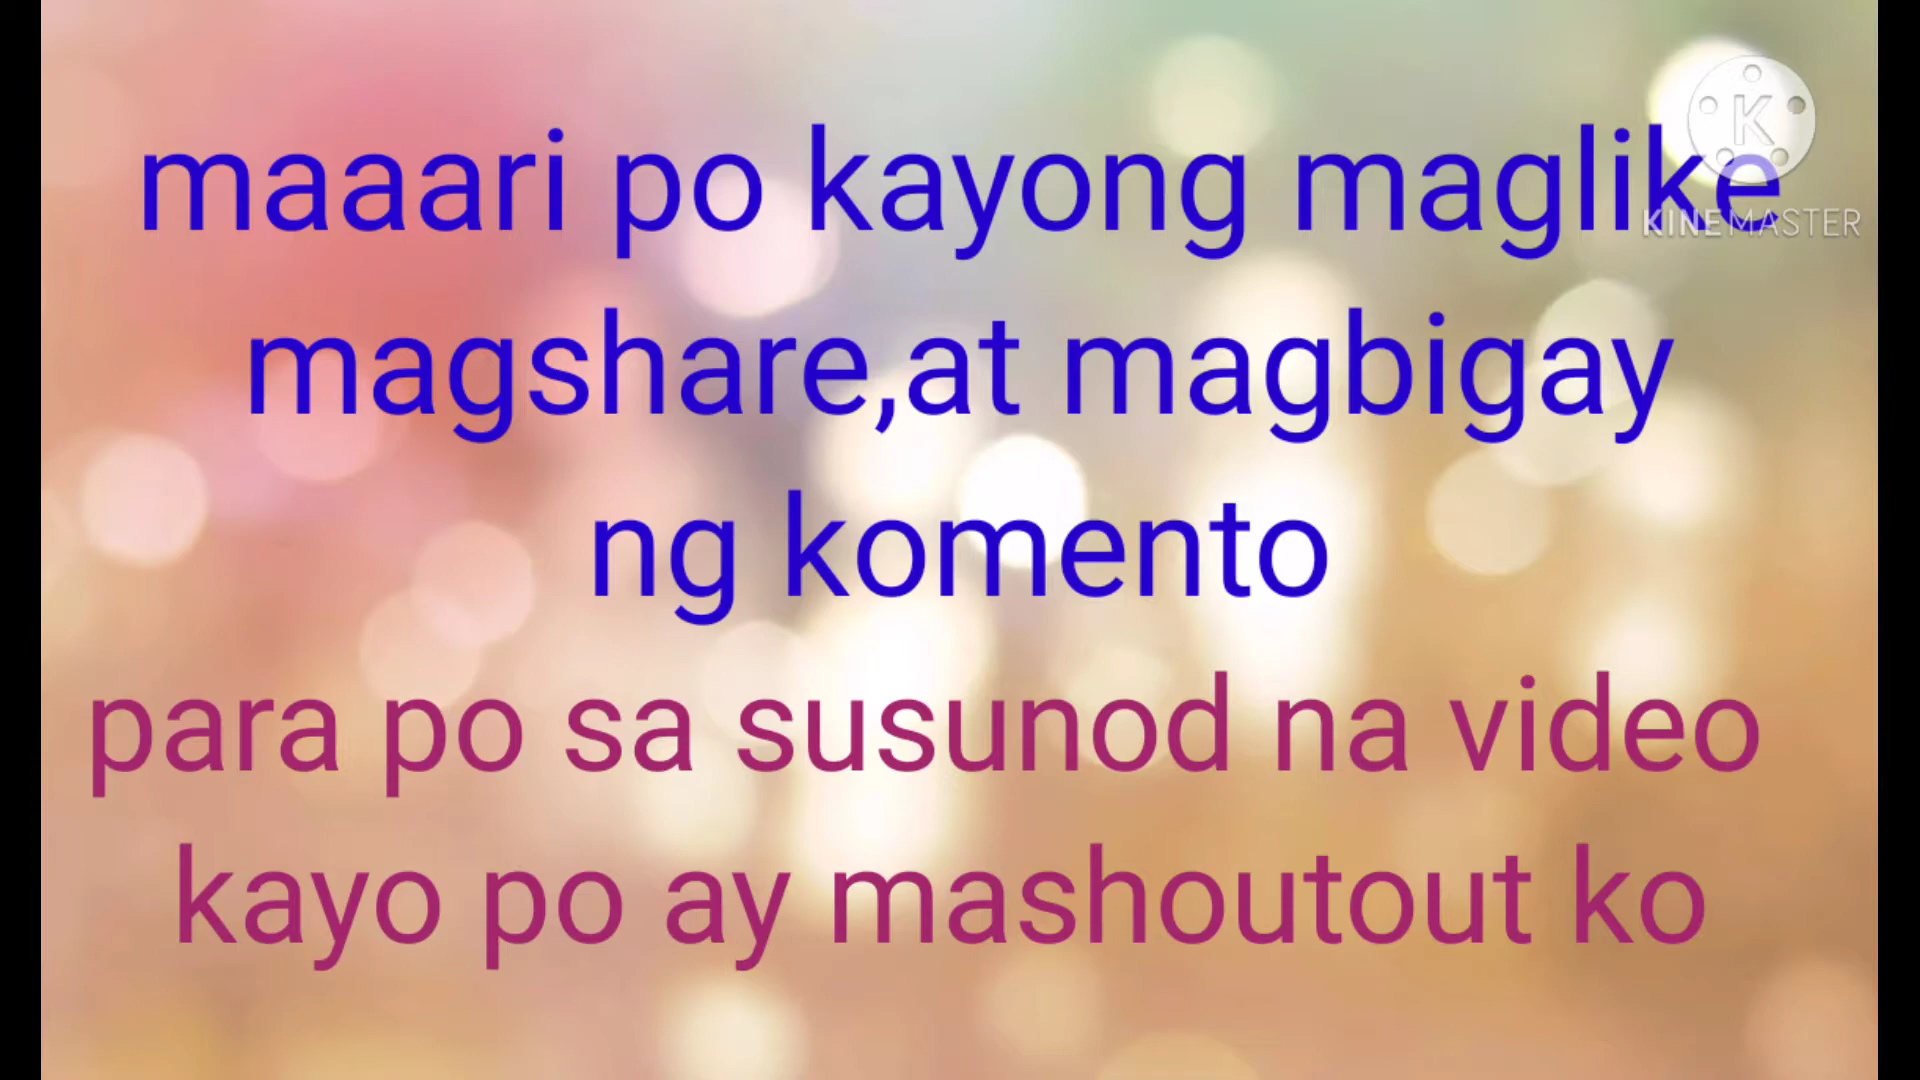 maaari po kayong maglike
KINEMASTER
magshare,at magbigay
ng komento
para po sa susunod na video
kayo po ay mashoutout ko